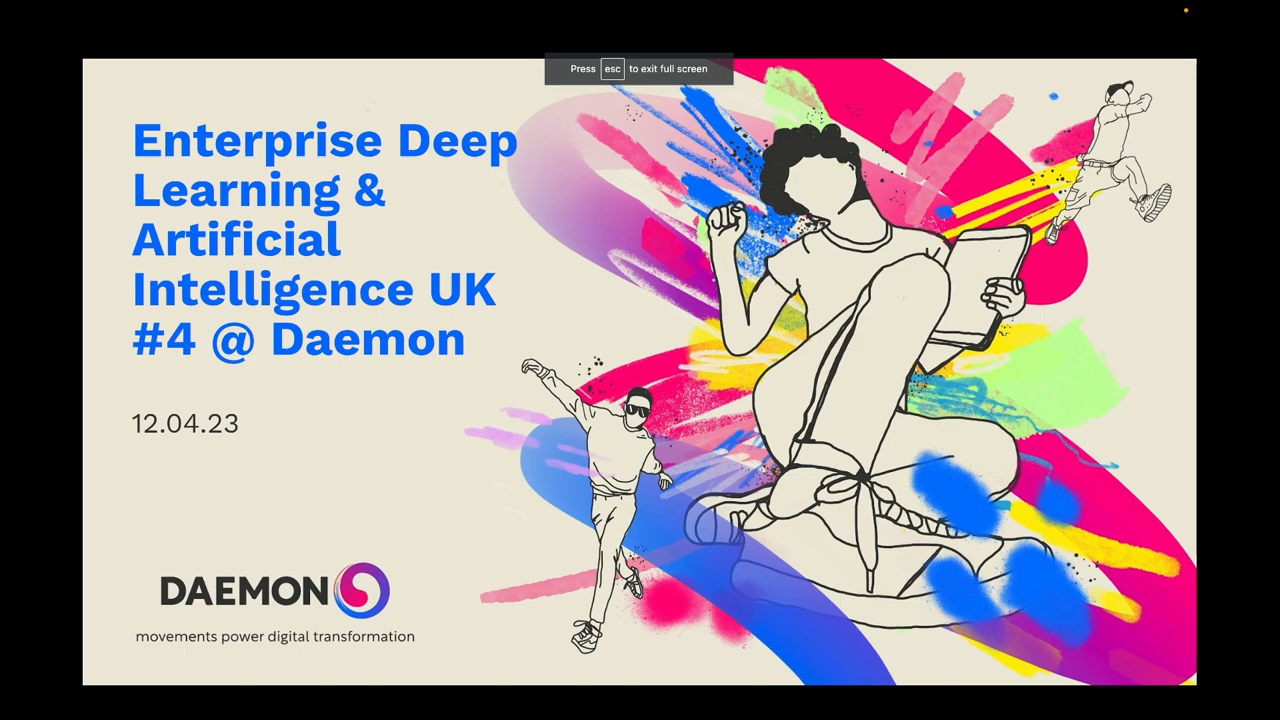 Press esc to exit full screen
Enterprise Deep
Learning &
Artificial
Intelligence UK
#4 @ Daemon
12.04.23
DAEMON
movements power digital transformation